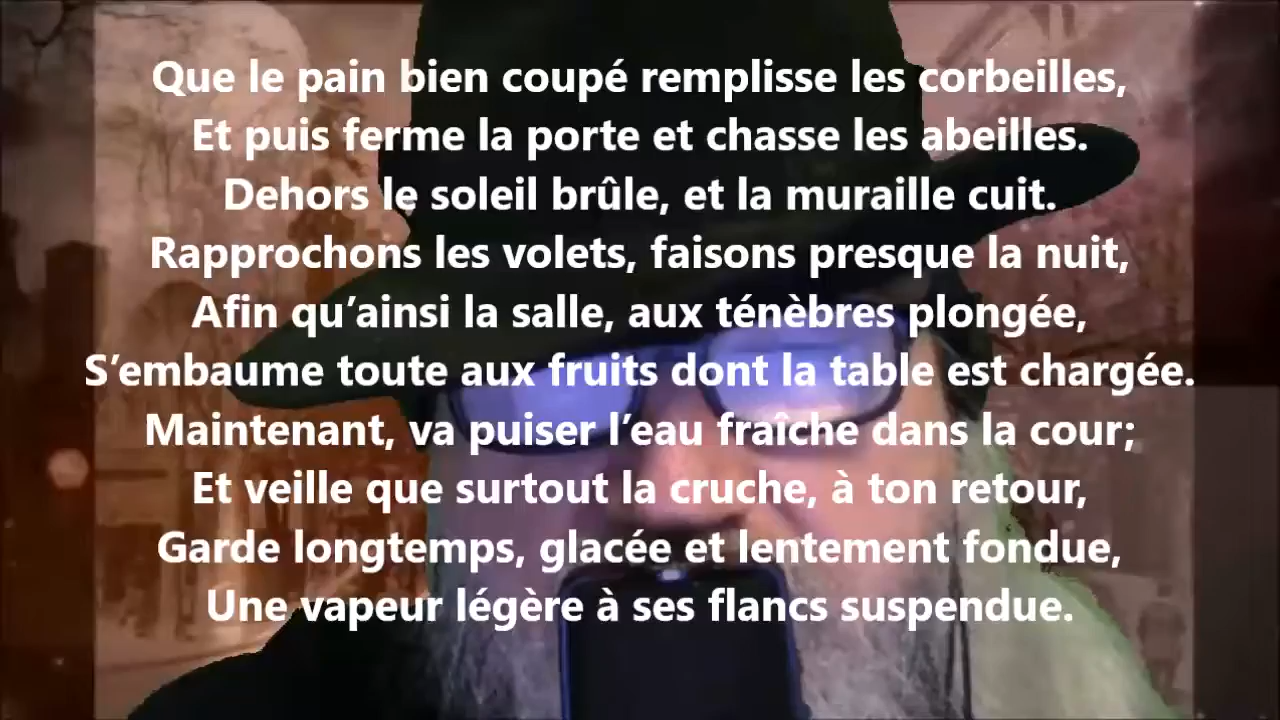 Que le pain bien coupé remplisse les corbeilles,
Et puis ferme la porte et chasse les abeilles.
Dehors le soleil brûle, et la muraille cuit.
Rapprochons les volets, faisons presque la nuit,
Afin qu’ainsi la salle, aux ténèbres plongée,
S’embaume toute aux fruits dont la table est chargée.
Maintenant, va puiser l’eau fraîche dans la cour;
Et veille que surtout la cruche, à ton retour,
Garde longtemps, glacée et lentement fondue,
Une vapeur légère à ses flancs suspendue.